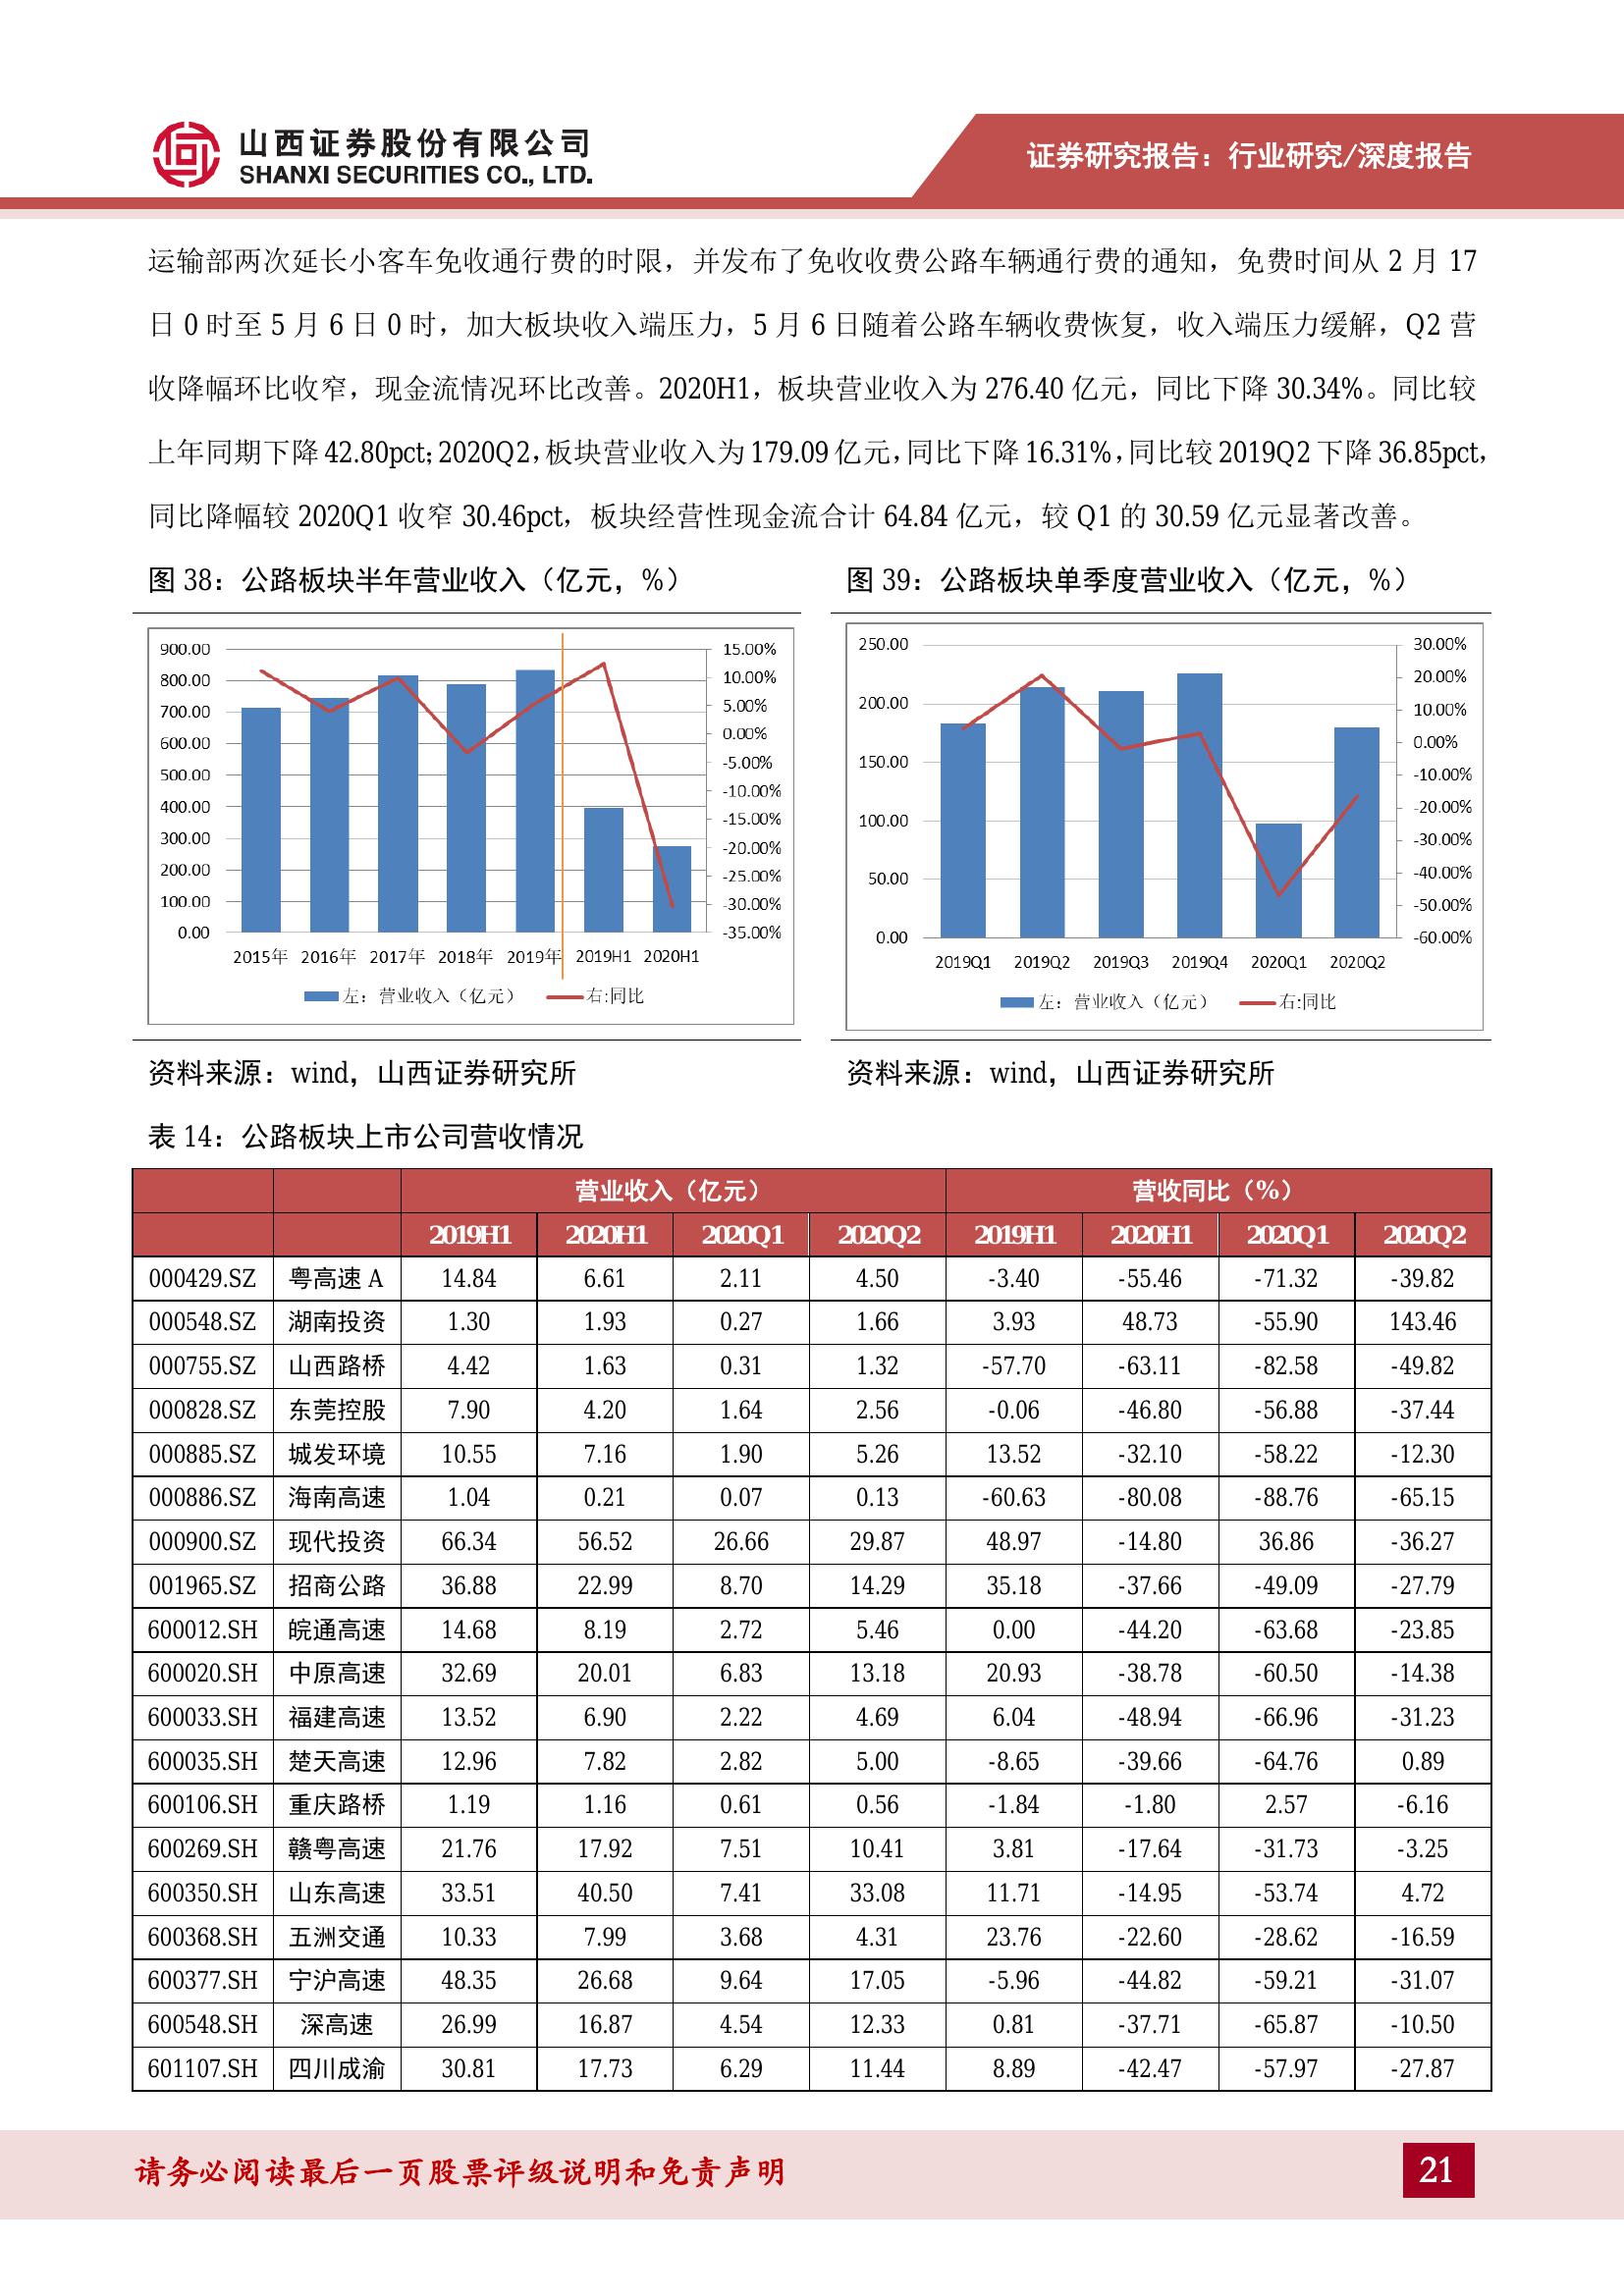 山西证券股份有限公司
SHANXI SECURITIES CO., LTD.
证券研究报告：行业研究/深度报告
运输部两次延长小客车免收通行费的时限，并发布了免收收费公路车辆通行费的通知，免费时间从 2 月 17
日 0 时至 5 月 6 日 0 时，加大板块收入端压力，5 月 6 日随着公路车辆收费恢复，收入端压力缓解，Q2 营
收降幅环比收窄，现金流情况环比改善。2020H1，板块营业收入为 276.40 亿元，同比下降 30.34%。同比较
上年同期下降 42.80pct；2020Q2，板块营业收入为 179.09 亿元，同比下降 16.31%，同比较 2019Q2 下降 36.85pct，
同比降幅较 2020Q1 收窄 30.46pct，板块经营性现金流合计 64.84 亿元，较 Q1 的 30.59 亿元显著改善。
图 38：公路板块半年营业收入（亿元，%）
900.00 15.00%
800.00 10.00%
700.00 5.00%
600.00 0.00%
500.00 -5.00%
400.00 -10.00%
300.00 -15.00%
200.00 -20.00%
100.00 -25.00%
0.00 -30.00%
-35.00%
2015年 2016年 2017年 2018年 2019年 2019H1 2020H1
左：营业收入（亿元） 右:同比
资料来源：wind，山西证券研究所
图 39：公路板块单季度营业收入（亿元，%）
250.00 30.00%
200.00 20.00%
150.00 10.00%
100.00 0.00%
50.00 -10.00%
0.00 -20.00%
-30.00%
-40.00%
-50.00%
-60.00%
2019Q1 2019Q2 2019Q3 2019Q4 2020Q1 2020Q2
左：营业收入（亿元） 右:同比
资料来源：wind，山西证券研究所
表 14：公路板块上市公司营收情况
营业收入（亿元） 营收同比（%）
2019H1 2020H1 2020Q1 2020Q2 2019H1 2020H1 2020Q1 2020Q2
000429.SZ 粤高速 A 14.84 6.61 2.11 4.50 -3.40 -55.46 -71.32 -39.82
000548.SZ 湖南投资 1.30 1.93 0.27 1.66 3.93 48.73 -55.90 143.46
000755.SZ 山西路桥 4.42 1.63 0.31 1.32 -57.70 -63.11 -82.58 -49.82
000828.SZ 东莞控股 7.90 4.20 1.64 2.56 -0.06 -46.80 -56.88 -37.44
000885.SZ 城发环境 10.55 7.16 1.90 5.26 13.52 -32.10 -58.22 -12.30
000886.SZ 海南高速 1.04 0.21 0.07 0.13 -60.63 -80.08 -88.76 -65.15
000900.SZ 现代投资 66.34 56.52 26.66 29.87 48.97 -14.80 36.86 -36.27
001965.SZ 招商公路 36.88 22.99 8.70 14.29 35.18 -37.66 -49.09 -27.79
600012.SH 皖通高速 14.68 8.19 2.72 5.46 0.00 -44.20 -63.68 -23.85
600020.SH 中原高速 32.69 20.01 6.83 13.18 20.93 -38.78 -60.50 -14.38
600033.SH 福建高速 13.52 6.90 2.22 4.69 6.04 -48.94 -66.96 -31.23
600035.SH 楚天高速 12.96 7.82 2.82 5.00 -8.65 -39.66 -64.76 0.89
600106.SH 重庆路桥 1.19 1.16 0.61 0.56 -1.84 -1.80 2.57 -6.16
600269.SH 赣粤高速 21.76 17.92 7.51 10.41 3.81 -17.64 -31.73 -3.25
600350.SH 山东高速 33.51 40.50 7.41 33.08 11.71 -14.95 -53.74 4.72
600368.SH 五洲交通 10.33 7.99 3.68 4.31 23.76 -22.60 -28.62 -16.59
600377.SH 宁沪高速 48.35 26.68 9.64 17.05 -5.96 -44.82 -59.21 -31.07
600548.SH 深高速 26.99 16.87 4.54 12.33 0.81 -37.71 -65.87 -10.50
601107.SH 四川成渝 30.81 17.73 6.29 11.44 8.89 -42.47 -57.97 -27.87
请务必阅读最后一页股票评级说明和免责声明
21